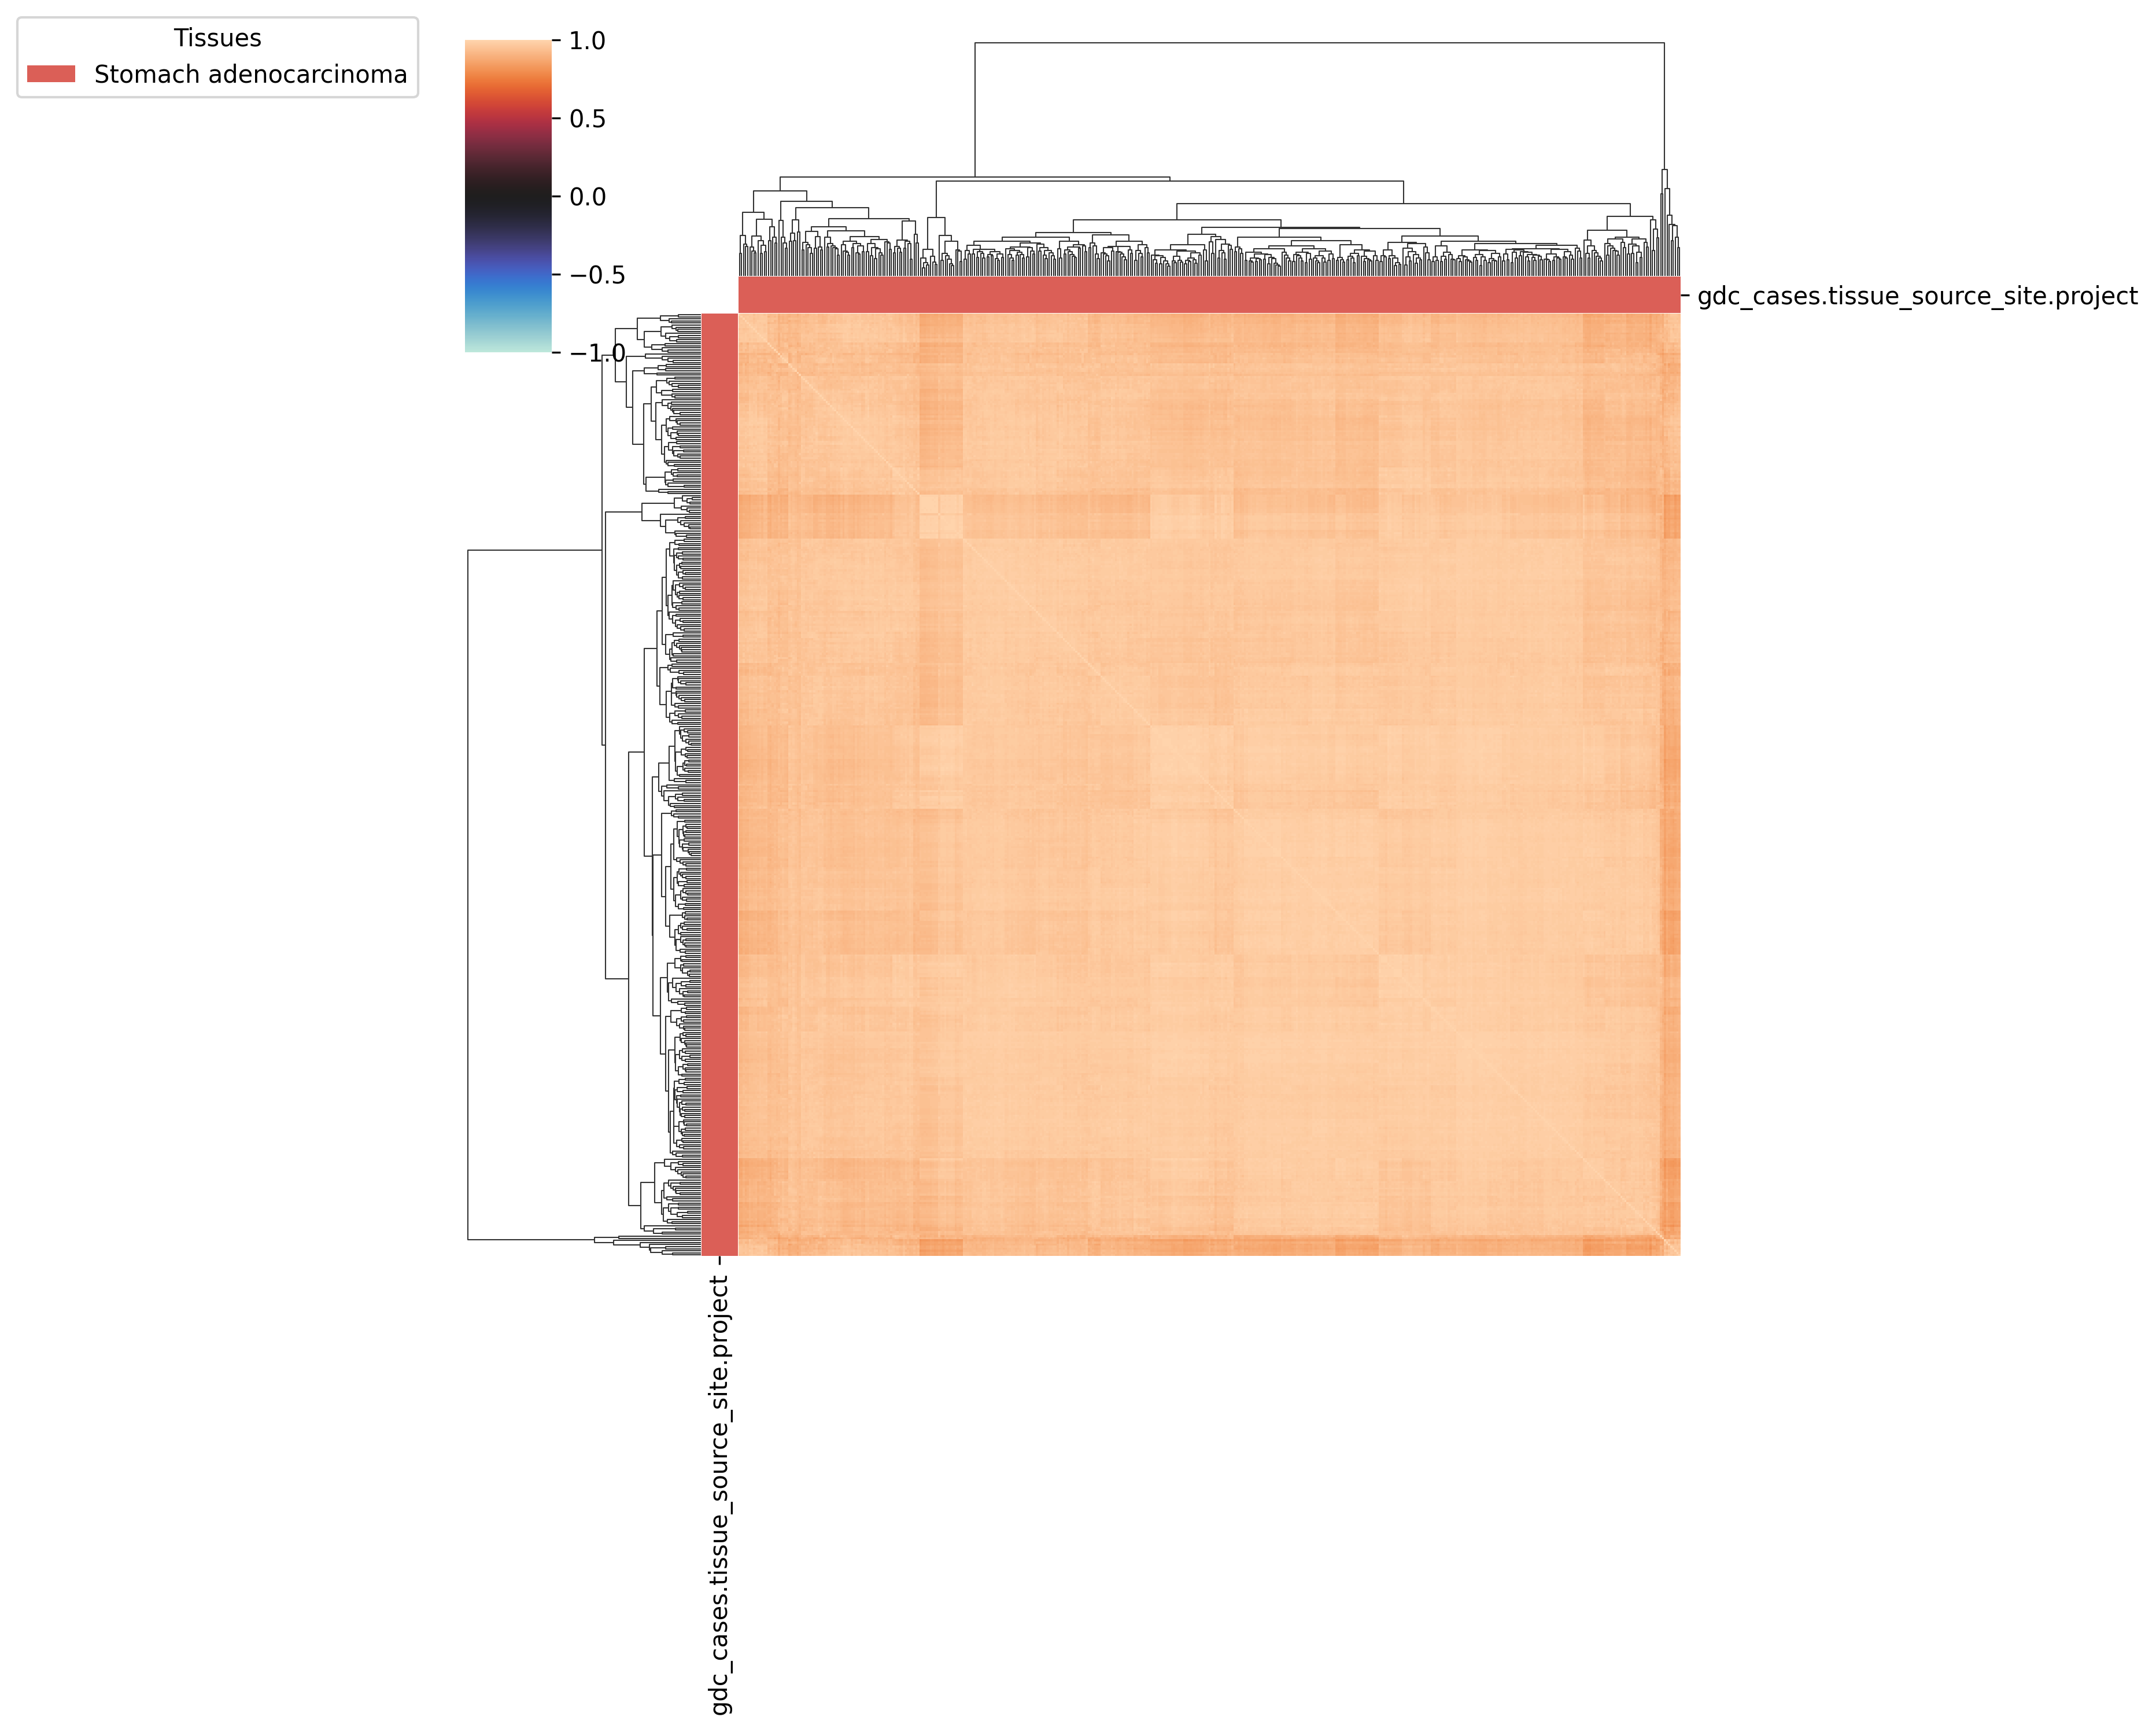 Tissues
Stomach adenocarcinoma
1.0
0.5
0.0
−0.5
−1.0
gdc_cases.tissue_source_site.project
gdc_cases.tissue_source_site.project